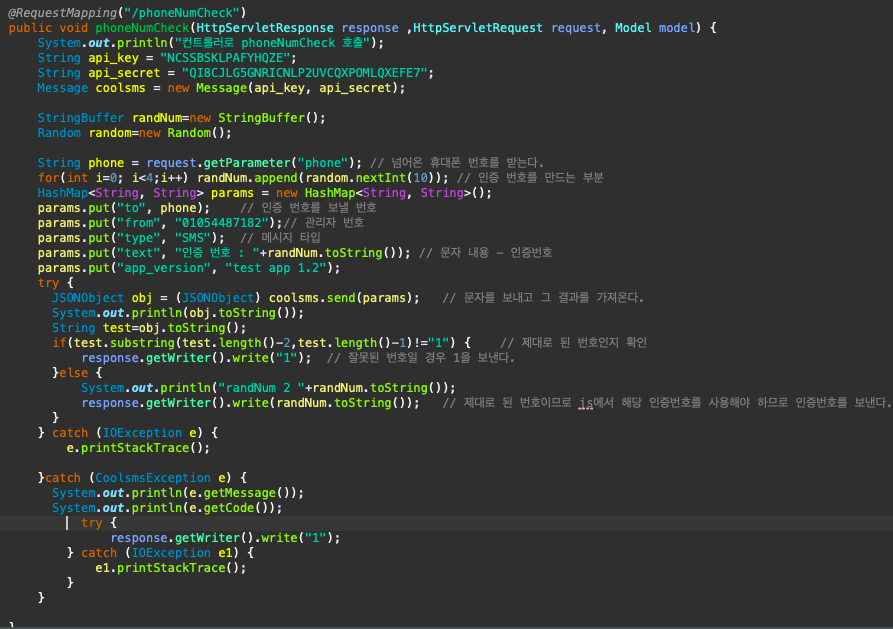 @RequestMapping("/phoneNumCheck")
public void phoneNumCheck(HttpServletResponse response ,HttpServletRequest request, Model model) {
System.out.println("컨트롤러로 phoneNumCheck 호출");
String api_key = "NCSSBSKLPAFYHQZE";
String api_secret = "QI8CJLG5GNRICNLP2UVCQXPOMLQXEFE7";
Message coolsms = new Message(api_key, api_secret);
StringBuffer randNum=new StringBuffer();
Random random=new Random();
String phone = request.getParameter("phone"); // 넘어온 휴대폰 번호를 받는다.
for(int i=0; i<4;i++) randNum.append(random.nextInt(10)); // 인증 번호를 만드는 부분
HashMap<String, String> params = new HashMap<String, String>();
params.put("to", phone); // 인증 번호를 보낼 번호
params.put("from", "01054487182");// 관리자 번호
params.put("type", "SMS"); // 메시지 타입
params.put("text", "인증 번호 : "+randNum.toString()); // 문자 내용 - 인증번호
params.put("app_version", "test app 1.2");
try {
JSONObject obj = (JSONObject) coolsms.send(params); // 문자를 보내고 그 결과를 가져온다.
System.out.println(obj.toString());
String test=obj.toString();
if(test.substring(test.length()-2,test.length()-1)!="1") { // 제대로 된 번호인지 확인
response.getWriter().write("1"); // 잘못된 번호일 경우 1을 보낸다.
}else {
System.out.println("randNum 2 "+randNum.toString());
response.getWriter().write(randNum.toString()); // 제대로 된 번호이므로 js에서 해당 인증번호를 사용해야 하므로 인증번호를 보낸다.
}
} catch (IOException e) {
e.printStackTrace();
}catch (CoolsmsException e) {
System.out.println(e.getMessage());
System.out.println(e.getCode());
try {
response.getWriter().write("1");
} catch (IOException e1) {
e1.printStackTrace();
}
}
}